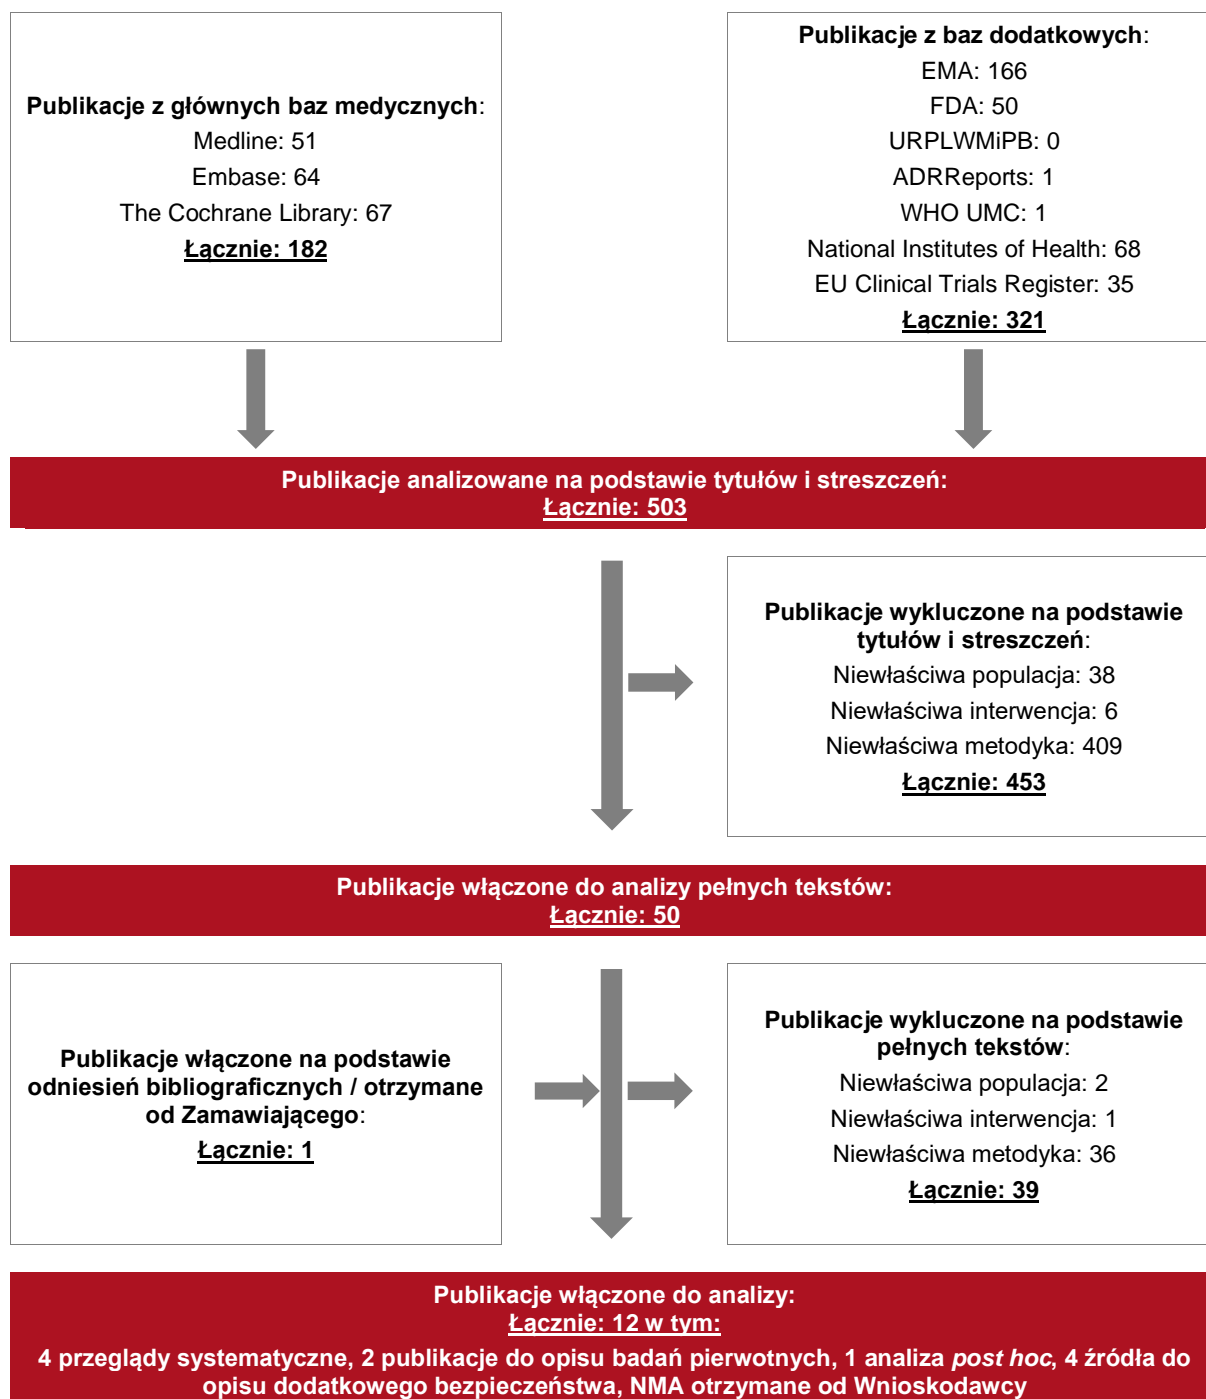 Publikacje z głównych baz medycznych:
Medline: 51
Embase: 64
The Cochrane Library: 67
Łącznie: 182
Publikacje z baz dodatkowych:
EMA: 166
FDA: 50
URPLWMiPB: 0
ADRReports: 1
WHO UMC: 1
National Institutes of Health: 68
EU Clinical Trials Register: 35
Łącznie: 321
Publikacje analizowane na podstawie tytułów i streszczeń:
Łącznie: 503
Publikacje wykluczone na podstawie
tytułów i streszczeń:
Niewłaściwa populacja: 38
Niewłaściwa interwencja: 6
Niewłaściwa metodyka: 409
Łącznie: 453
Publikacje włączone do analizy pełnych tekstów:
Łącznie: 50
Publikacje włączone na podstawie
odniesień bibliograficznych / otrzymane
od Zamawiającego:
Łącznie: 1
Publikacje wykluczone na podstawie
pełnych tekstów:
Niewłaściwa populacja: 2
Niewłaściwa interwencja: 1
Niewłaściwa metodyka: 36
Łącznie: 39
Publikacje włączone do analizy:
Łącznie: 12 w tym:
4 przeglądy systematyczne, 2 publikacje do opisu badań pierwotnych, 1 analiza post hoc, 4 źródła do
opisu dodatkowego bezpieczeństwa, NMA otrzymane od Wnioskodawcy